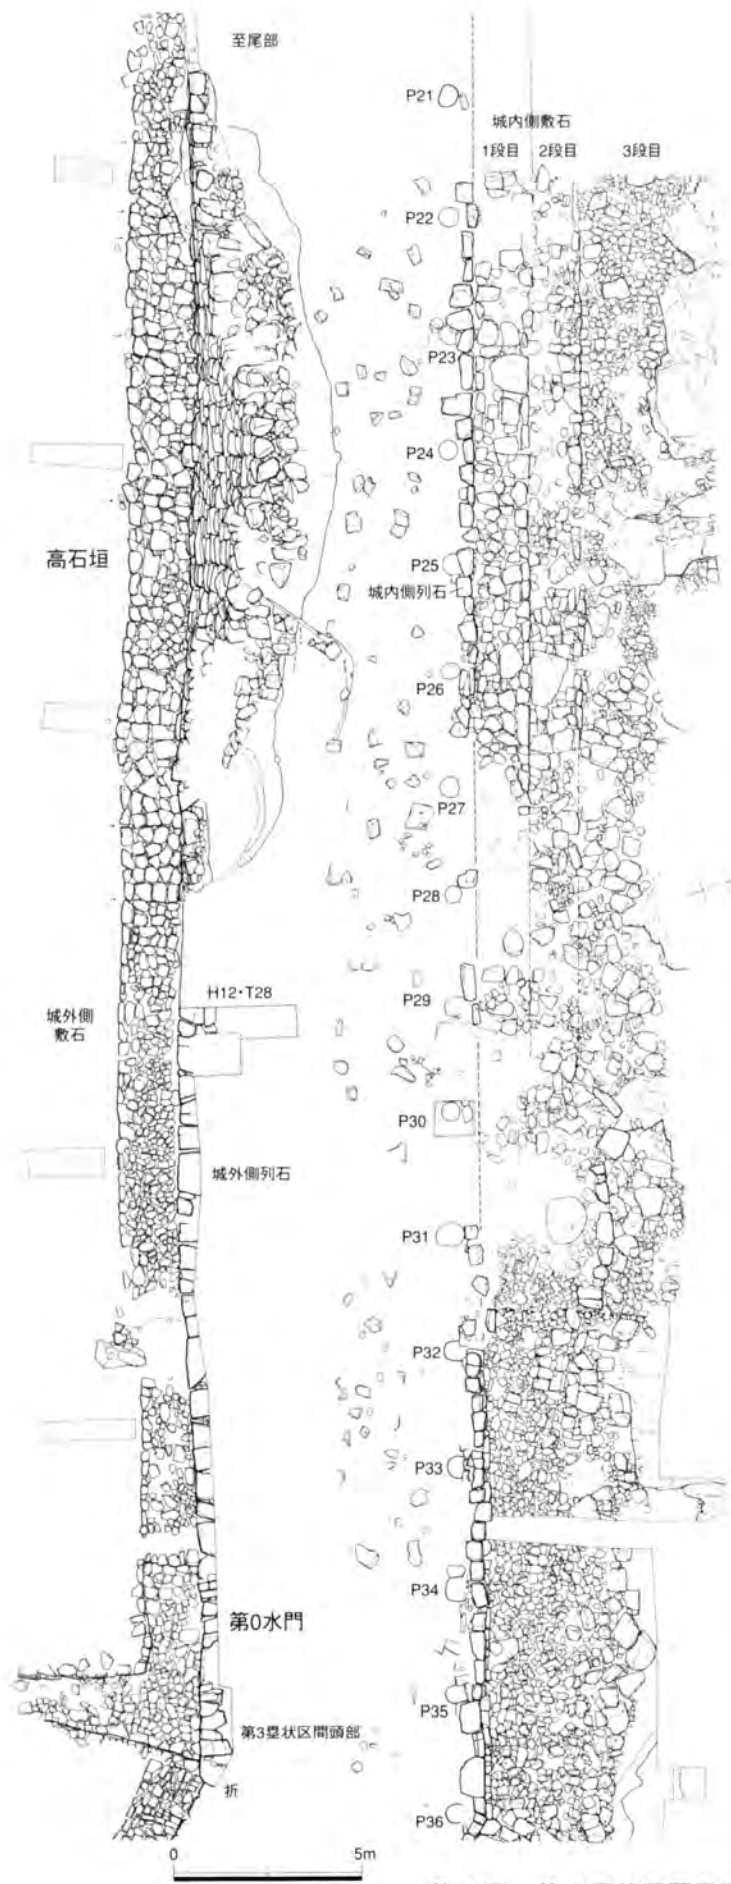 至尾部
P21
城内側敷石
1段目
2段目
3段目
P22
P23
P24
高石垣
P25
城内側列石
P26
P27
P28
H12・T28
P29
城外側
敷石
P30
城外側列石
P31
P32
P33
P34
第0水門
P35
第3塁状区間頭部
折
P36
0
5m